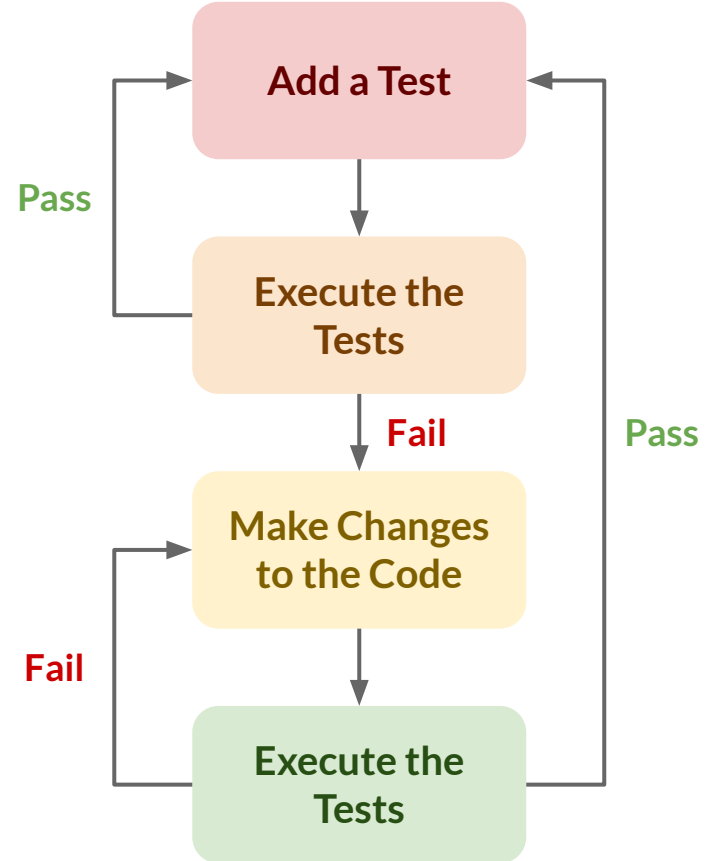 Add a Test
Pass
Execute the
Tests
Fail
Pass
Make Changes
to the Code
Fail
Execute the
Tests